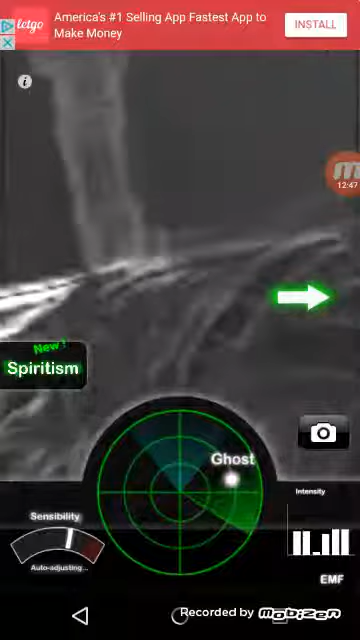 letgo
America's #1 Selling App Fastest App to
Make Money
INSTALL
i
12:47
New!
Spiritism
Ghost
Intensity
Sensibility
Auto-adjusting...
EMF
Recorded by mobizen